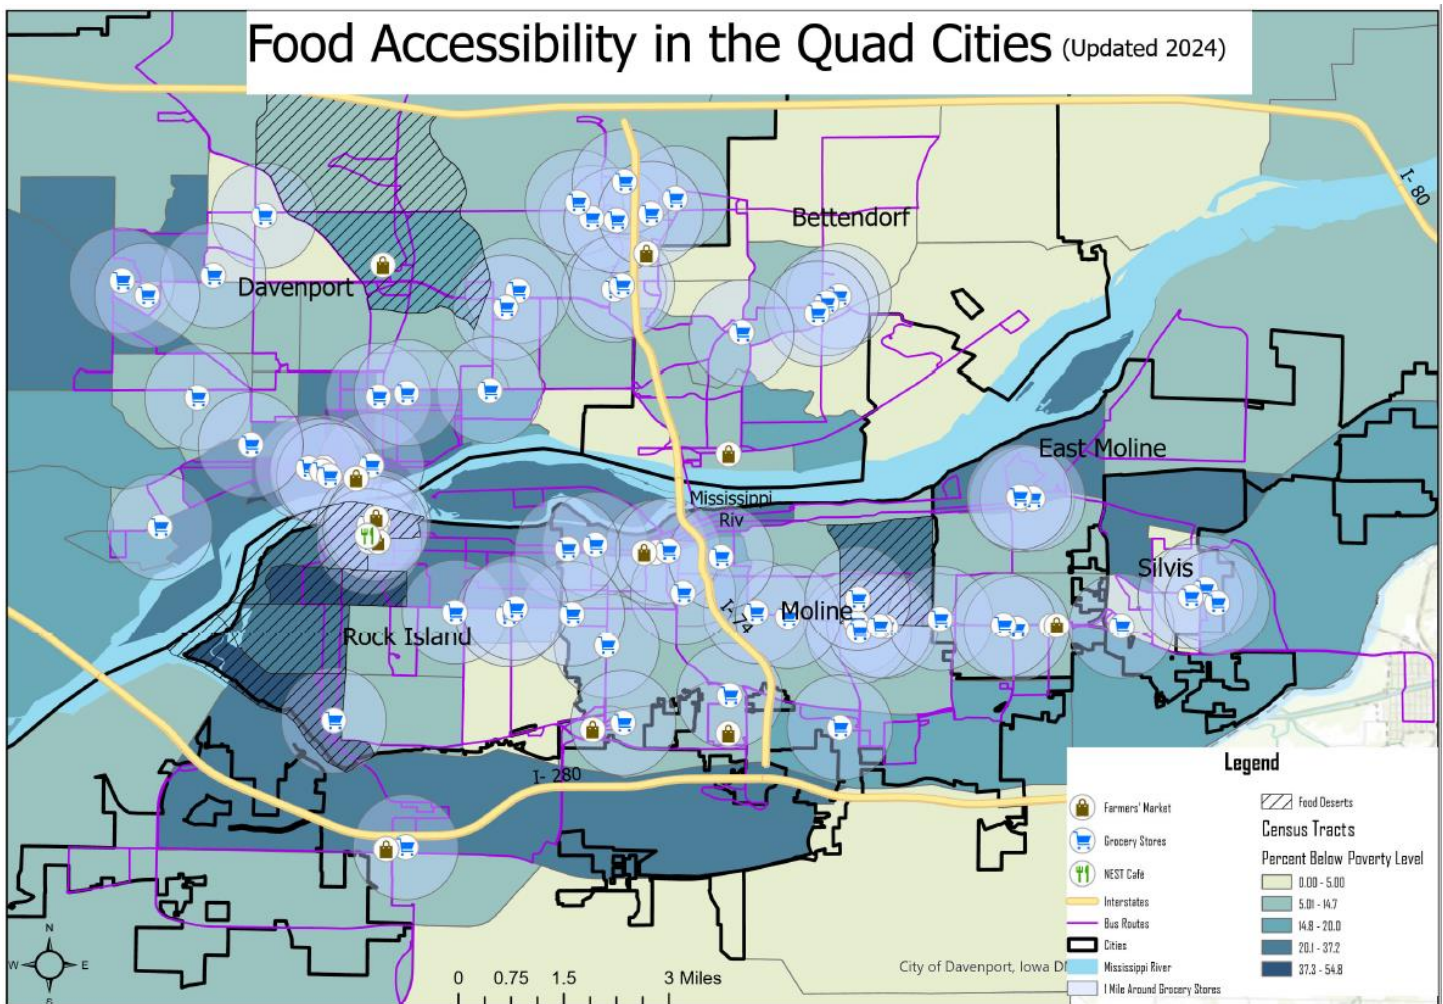 Food Accessibility in the Quad Cities (Updated 2024)
I- 80
Bettendorf
Davenport
East Moline
Mississippi
Riv
Silvis
Moline
I- 74
Rock Island
I- 280
Legend
Farmers' Market
Grocery Stores
NEST Café
Interstates
Bus Routes
Cities
Mississippi River
1 Mile Around Grocery Stores
Food Deserts
Census Tracts
Percent Below Poverty Level
0.00 - 5.00
5.01 - 14.7
14.8 - 20.0
20.1 - 37.2
37.3 - 54.8
N
W E
S
0 0.75 1.5 3 Miles
City of Davenport, Iowa